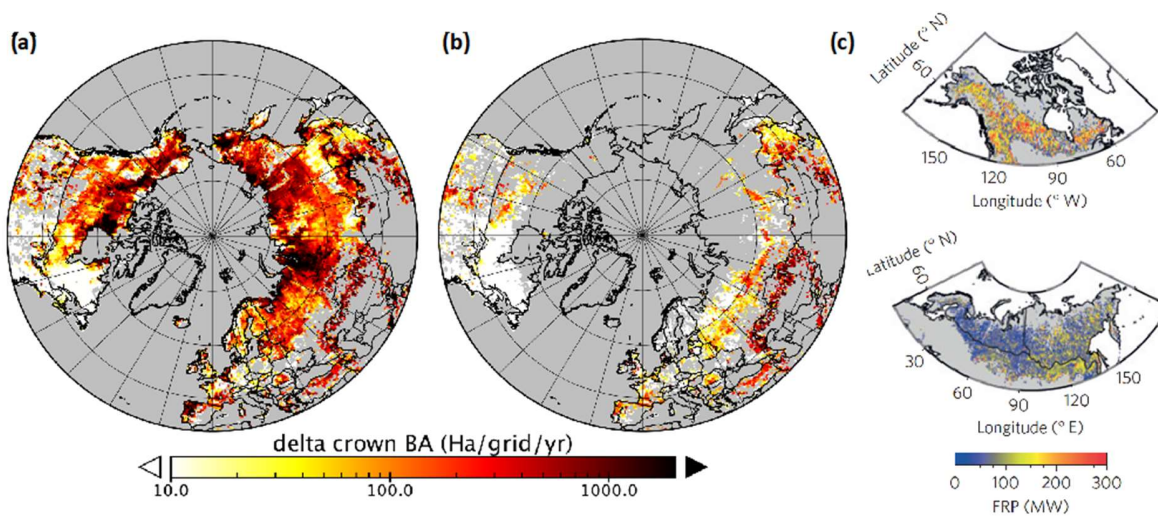 (a)
(b)
(c)
Latitude (° N)
60
150
120
90
60
Longitude (° W)
Latitude (° N)
60
30
60
90
120
150
Longitude (° E)
0 100 200 300
FRP (MW)
delta crown BA (Ha/grid/yr)
10.0 100.0 1000.0